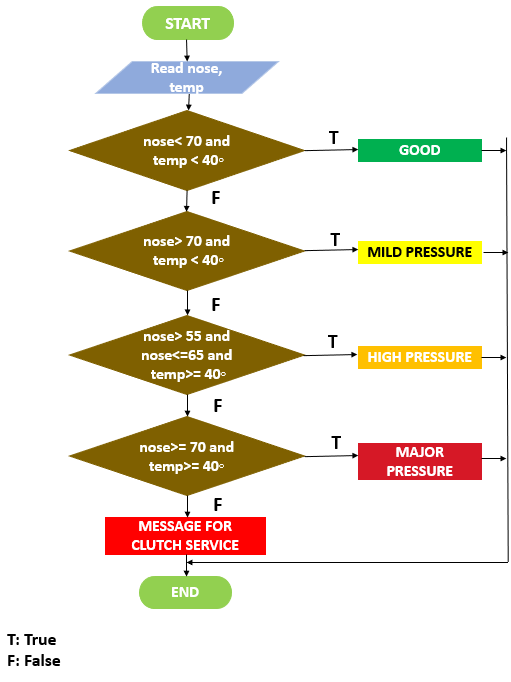 START
Read nose,
temp
nose< 70 and
temp < 40°
T
GOOD
F
nose> 70 and
temp < 40°
T
MILD PRESSURE
F
nose> 55 and
nose<=65 and
temp>= 40°
T
HIGH PRESSURE
F
nose>= 70 and
temp>= 40°
T
MAJOR
PRESSURE
F
MESSAGE FOR
CLUTCH SERVICE
END
T: True
F: False